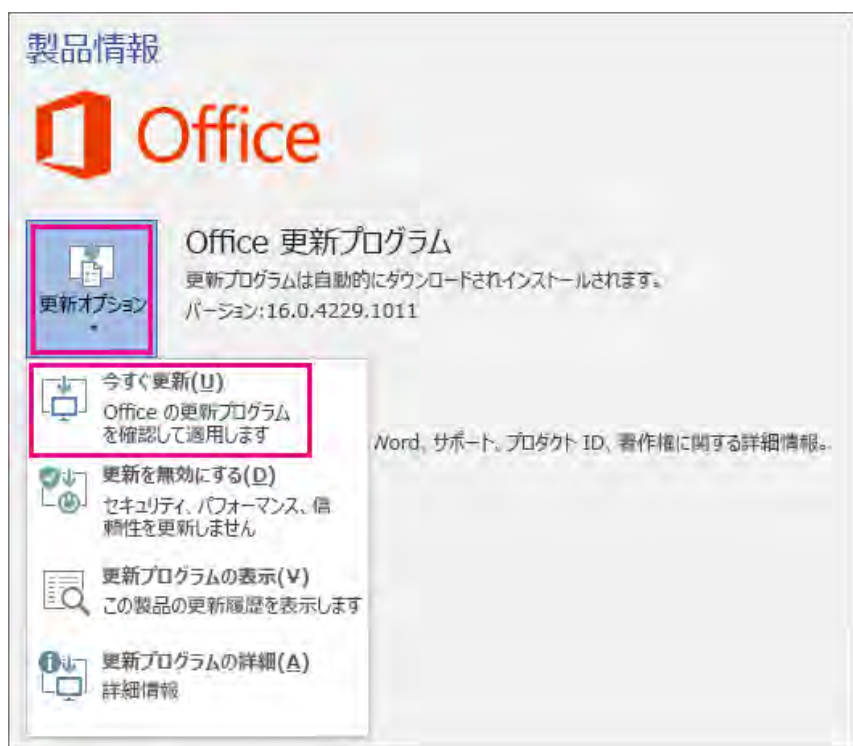 製品情報
Office
Office 更新プログラム
更新プログラムは自動的にダウンロードされインストールされます。
バージョン:16.0.4229.1011
更新オプション
今すぐ更新(U)
Office の更新プログラム
を確認して適用します
Word、サポート、プロダクト ID、著作権に関する詳細情報。
更新を無効にする(D)
セキュリティ、パフォーマンス、信
頼性を更新しません
更新プログラムの表示(V)
この製品の更新履歴を表示します
更新プログラムの詳細(A)
詳細情報